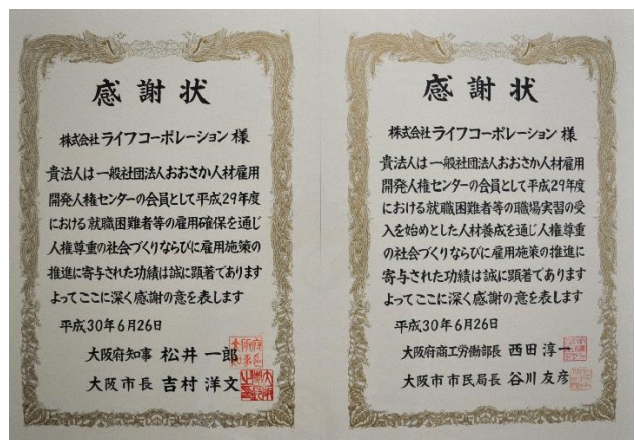 感謝状
株式会社ライフコーポレーション 様
貴法人は一般社団法人おおさか人材雇用
開発人権センターの会員として平成29年度
における就職困難者等の雇用確保を通じ
人権尊重の社会づくりならびに雇用施策の
推進に寄与された功績は誠に顕著であります
よってここに深く感謝の意を表します
平成30年6月26日
大阪府知事 松井 一郎
大阪市長 吉村 洋文
感謝状
株式会社ライフコーポレーション 様
貴法人は一般社団法人おおさか人材雇用
開発人権センターの会員として平成29年度
における就職困難者等の職場実習の受
入を始めとした人材養成を通じ人権尊重
の社会づくりならびに雇用施策の推進に
寄与された功績は誠に顕著であります
よってここに深く感謝の意を表します
平成30年6月26日
大阪府商工労働部長 西田 淳一
大阪市市民局長 谷川 友彦